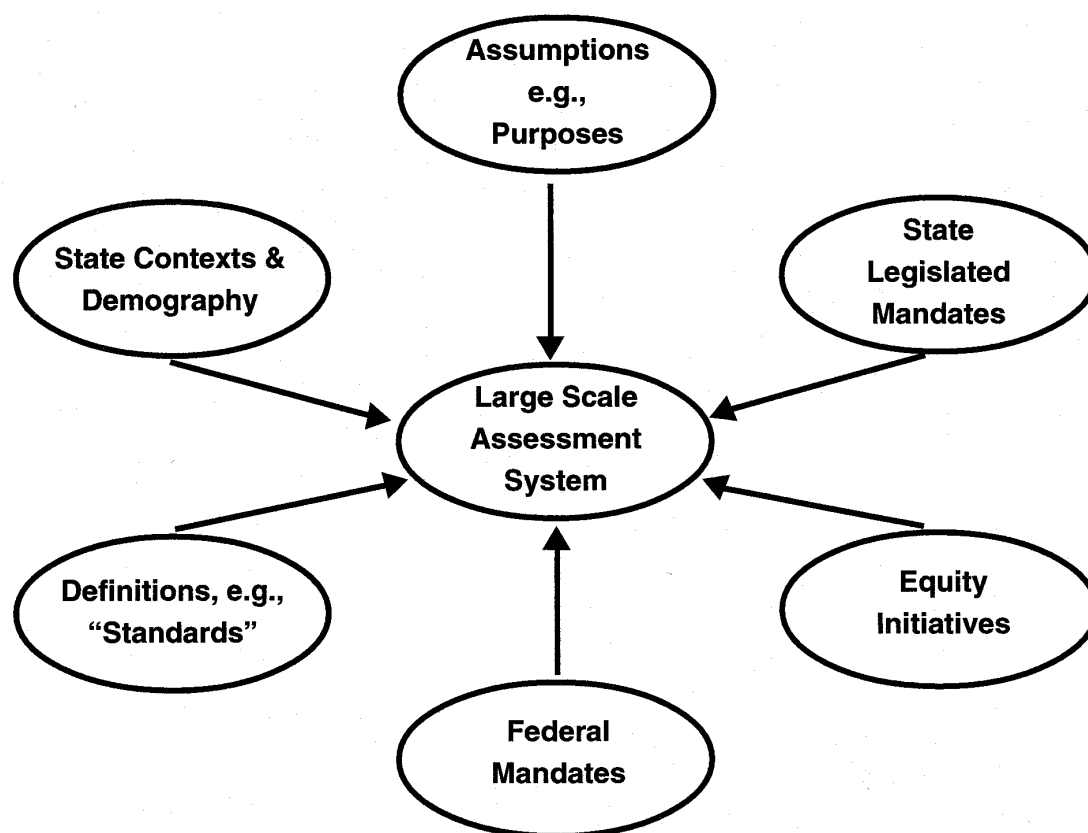 Assumptions
e.g.,
Purposes
State Contexts &
Demography
State
Legislated
Mandates
Large Scale
Assessment
System
Definitions, e.g.,
“Standards”
Equity
Initiatives
Federal
Mandates